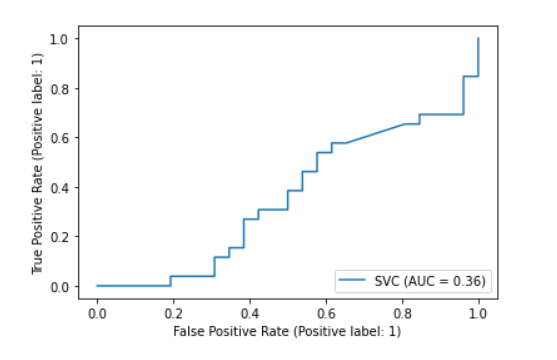 1.0
0.8
0.6
0.4
0.2
0.0
True Positive Rate (Positive label: 1)
SVC (AUC = 0.36)
0.0 0.2 0.4 0.6 0.8 1.0
False Positive Rate (Positive label: 1)